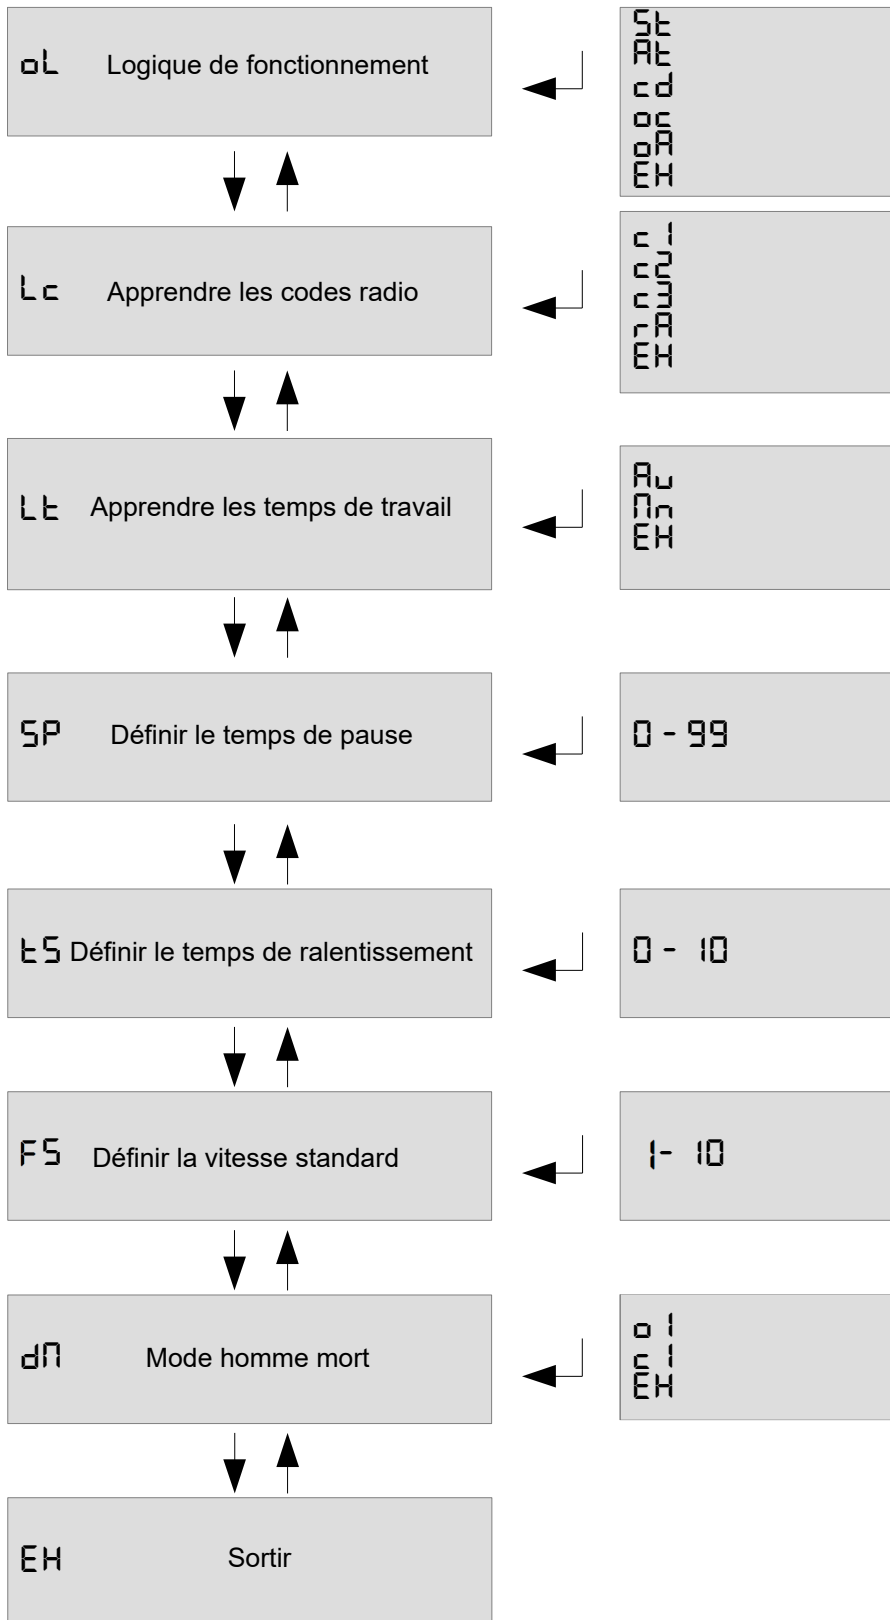 oL Logique de fonctionnement
St
At
cd
oc
oA
EH
Lc Apprendre les codes radio
c1
c2
c3
rA
EH
Lt Apprendre les temps de travail
Au
Mn
EH
SP Définir le temps de pause
0 - 99
tS Définir le temps de ralentissement
0 - 10
FS Définir la vitesse standard
1 - 10
dM Mode homme mort
o1
c1
EH
EH Sortir